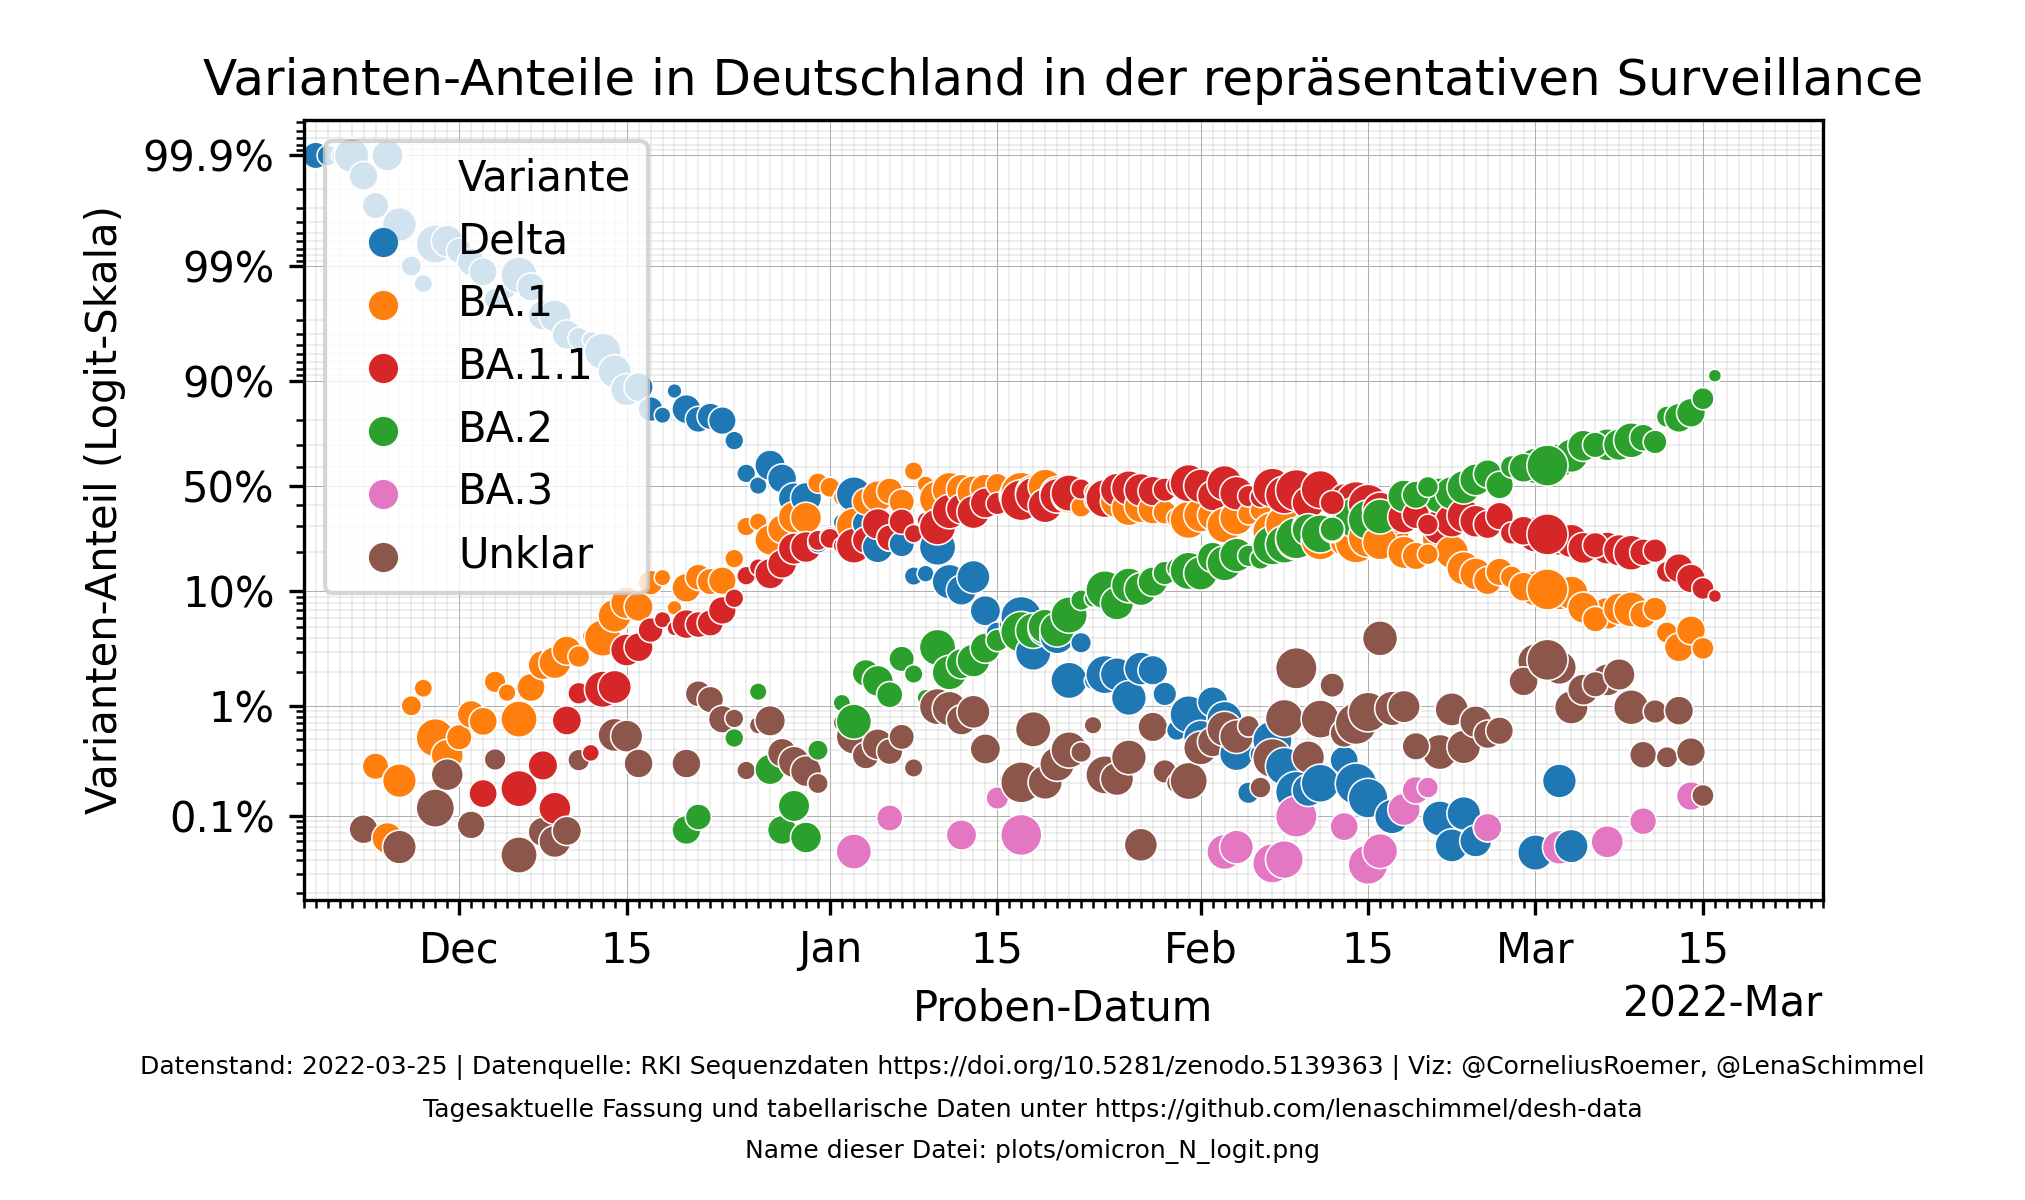 Varianten-Anteile in Deutschland in der repräsentativen Surveillance
Varianten-Anteil (Logit-Skala)
99.9%
99%
90%
50%
10%
1%
0.1%
Variante
Delta
BA.1
BA.1.1
BA.2
BA.3
Unklar
Dec 15 Jan 15 Feb 15 Mar 15
2022-Mar
Proben-Datum
Datenstand: 2022-03-25 | Datenquelle: RKI Sequenzdaten https://doi.org/10.5281/zenodo.5139363 | Viz: @CorneliusRoemer, @LenaSchimmel
Tagesaktuelle Fassung und tabellarische Daten unter https://github.com/lenaschimmel/desh-data
Name dieser Datei: plots/omicron_N_logit.png